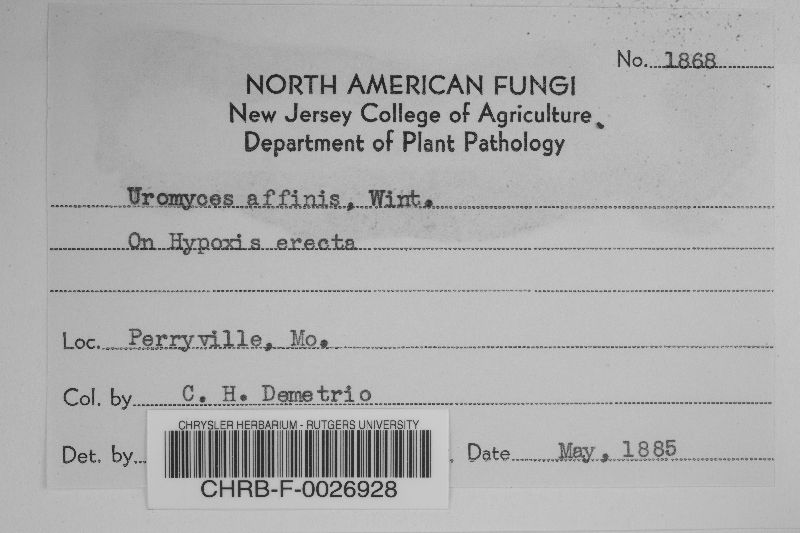 No. 1868
NORTH AMERICAN FUNGI
New Jersey College of Agriculture
Department of Plant Pathology
Uromyces affinis, Wint.
On Hypoxis erecta
Loc. Perryville, Mo.
Col. by C. H. Demetrio
Det. by Date May, 1885
CHRYSLER HERBARIUM - RUTGERS UNIVERSITY
CHRB-F-0026928